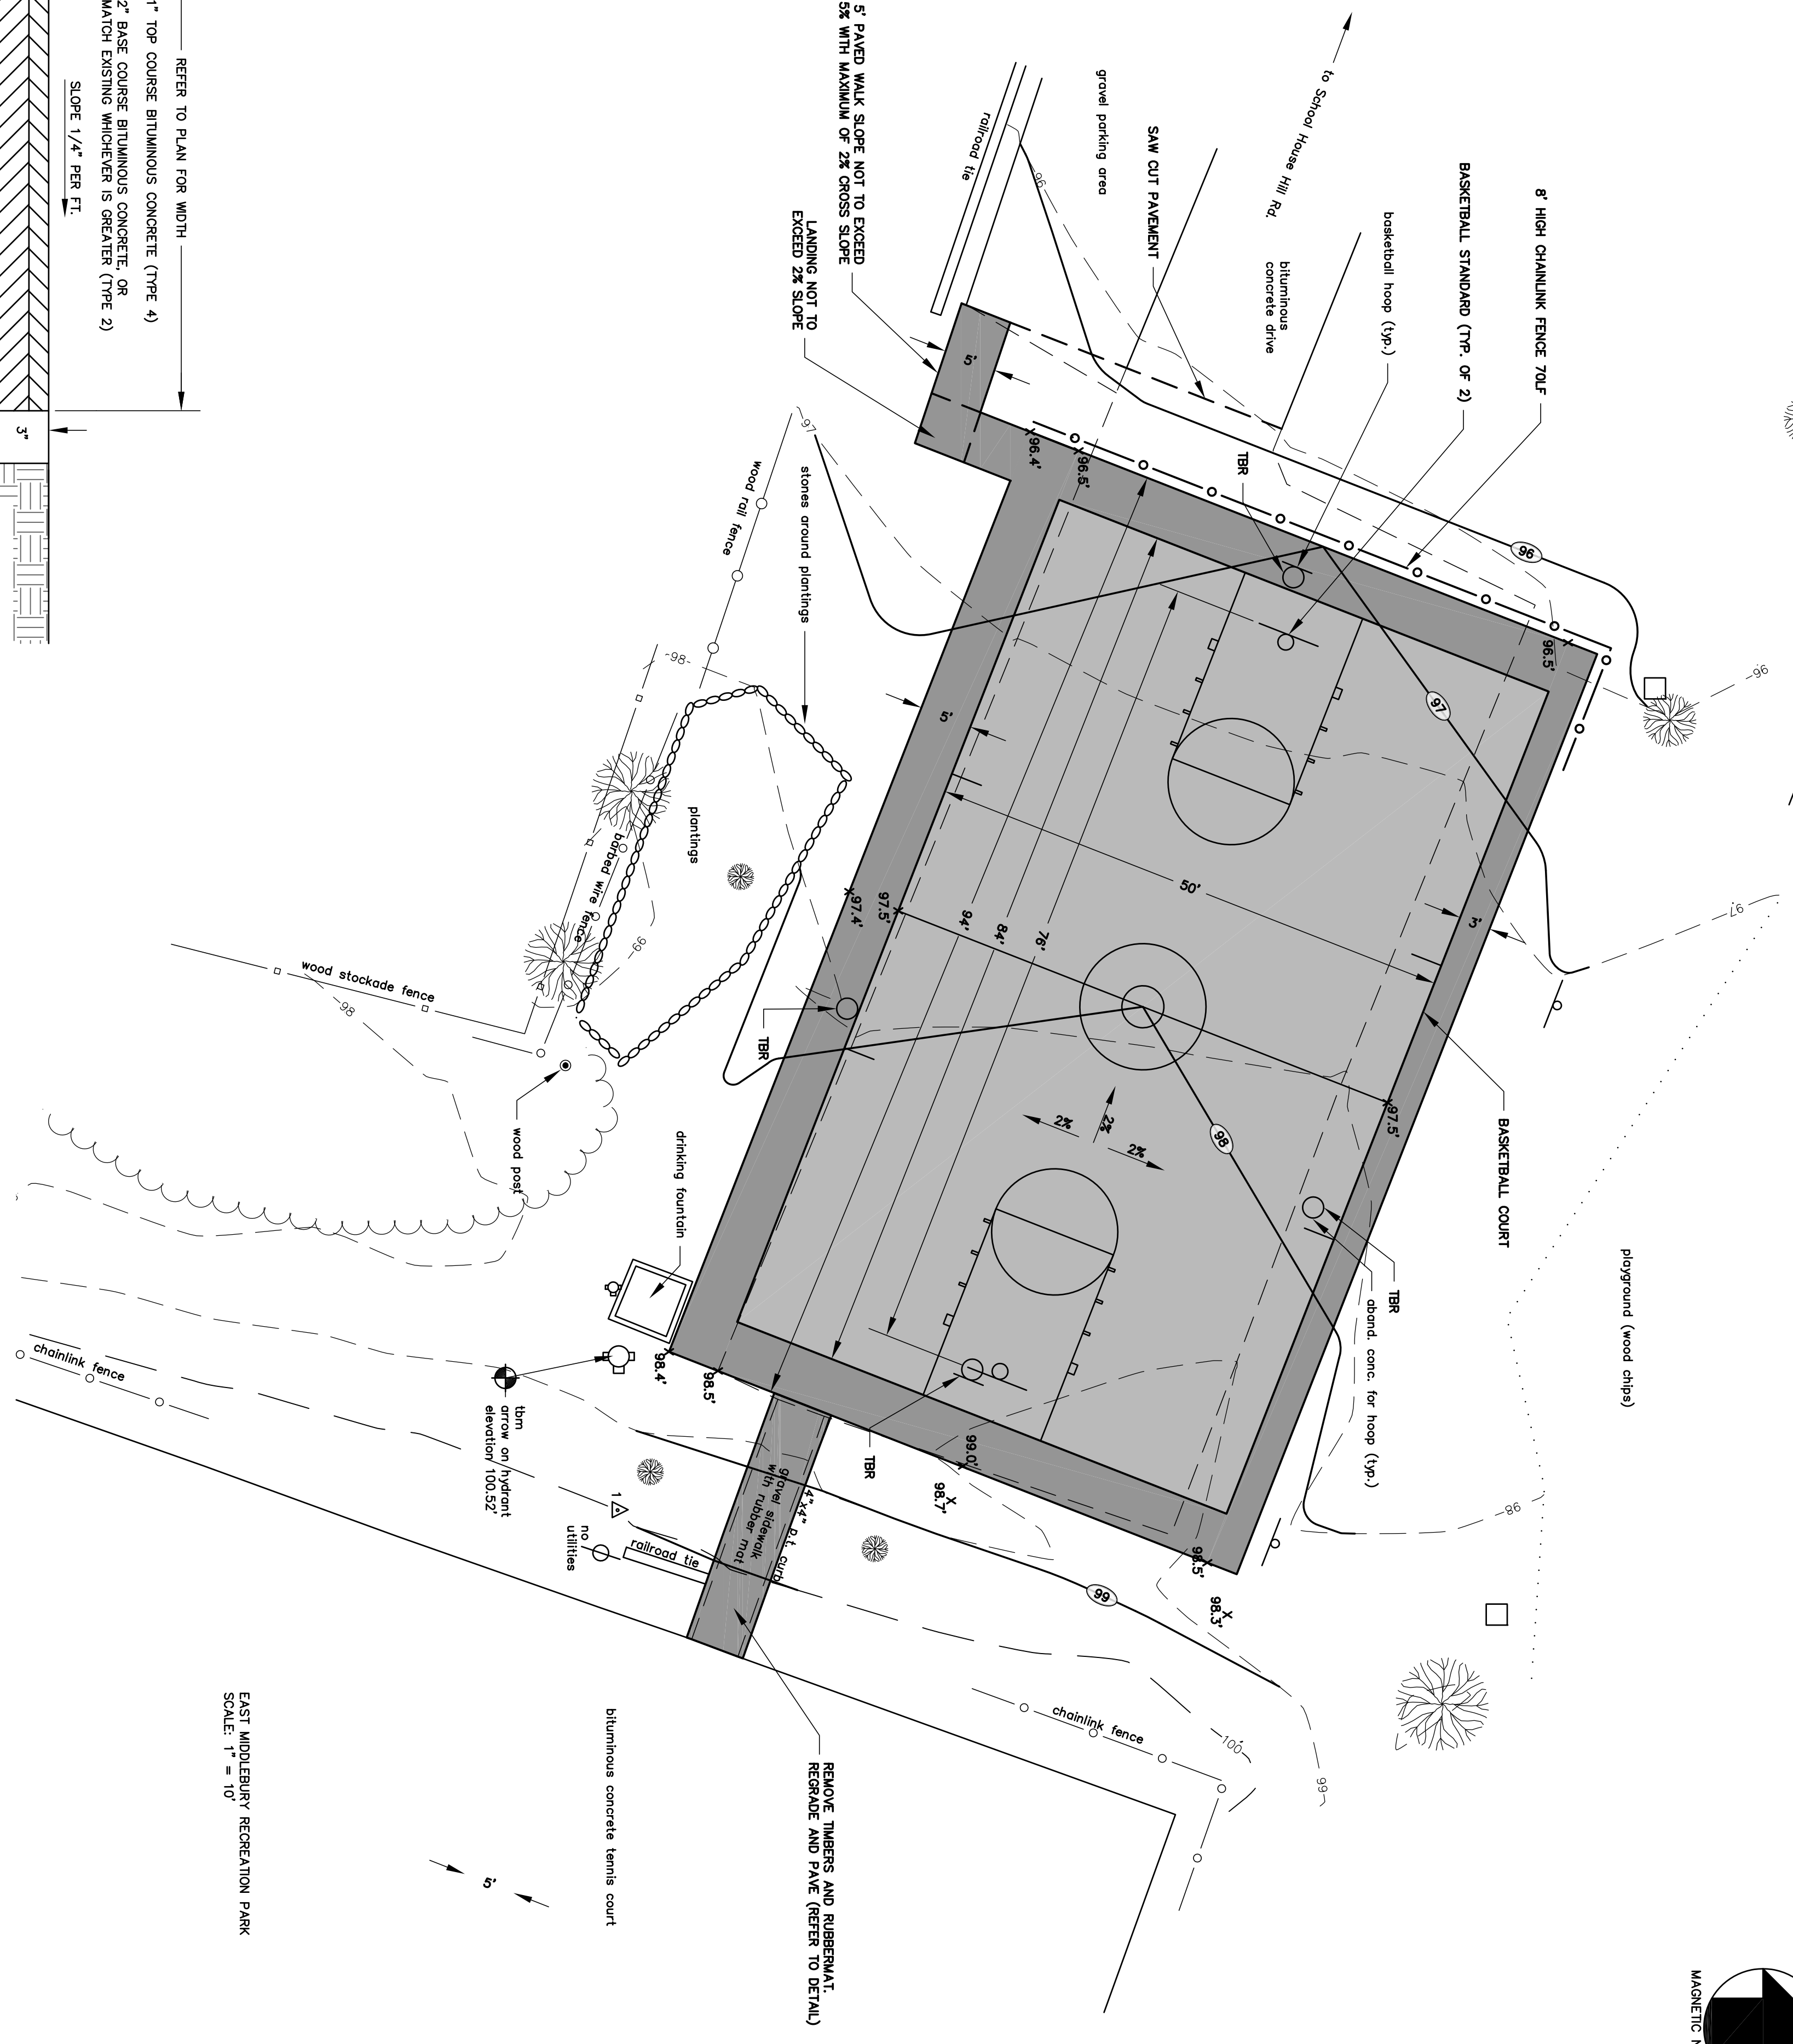 REFER TO PLAN FOR WIDTH
1" TOP COURSE BITUMINOUS CONCRETE (TYPE 4)
2" BASE COURSE BITUMINOUS CONCRETE, OR
MATCH EXISTING WHICHEVER IS GREATER (TYPE 2)
SLOPE 1/4" PER FT.
3"
to School House Hill Rd.
gravel parking area
railroad tie
-96-
SAW CUT PAVEMENT
bituminous
concrete drive
basketball hoop (typ.)
BASKETBALL STANDARD (TYP. OF 2)
8' HIGH CHAINLINK FENCE 70LF
5' PAVED WALK SLOPE NOT TO EXCEED
5% WITH MAXIMUM OF 2% CROSS SLOPE
LANDING NOT TO
EXCEED 2% SLOPE
5'
96.4'
96.5'
TBR
96
96.5'
-96
-97
wood rail fence
stones around plantings
-98-
plantings
barbed wire fence
-99
wood stockade fence
-98
wood post
5'
97
50'
94'
84'
76'
3'
-97
97.4'
97.5'
TBR
97.5'
BASKETBALL COURT
2%
2%
2%
98
TBR
aband. conc. for hoop (typ.)
playground (wood chips)
drinking fountain
98.4'
98.5'
TBR
99.0'
98.7'
98.5'
98.3'
-98
chainlink fence
tbm
arrow on hydrant
elevation 100.52'
1
no
utilities
railroad tie
gravel sidewalk
with rubber mat
4"x4" p.t. curb
99
chainlink fence
-100-
-99
REMOVE TIMBERS AND RUBBERMAT.
REGRADE AND PAVE (REFER TO DETAIL)
bituminous concrete tennis court
5'
EAST MIDDLEBURY RECREATION PARK
SCALE: 1" = 10'
MAGNETIC N